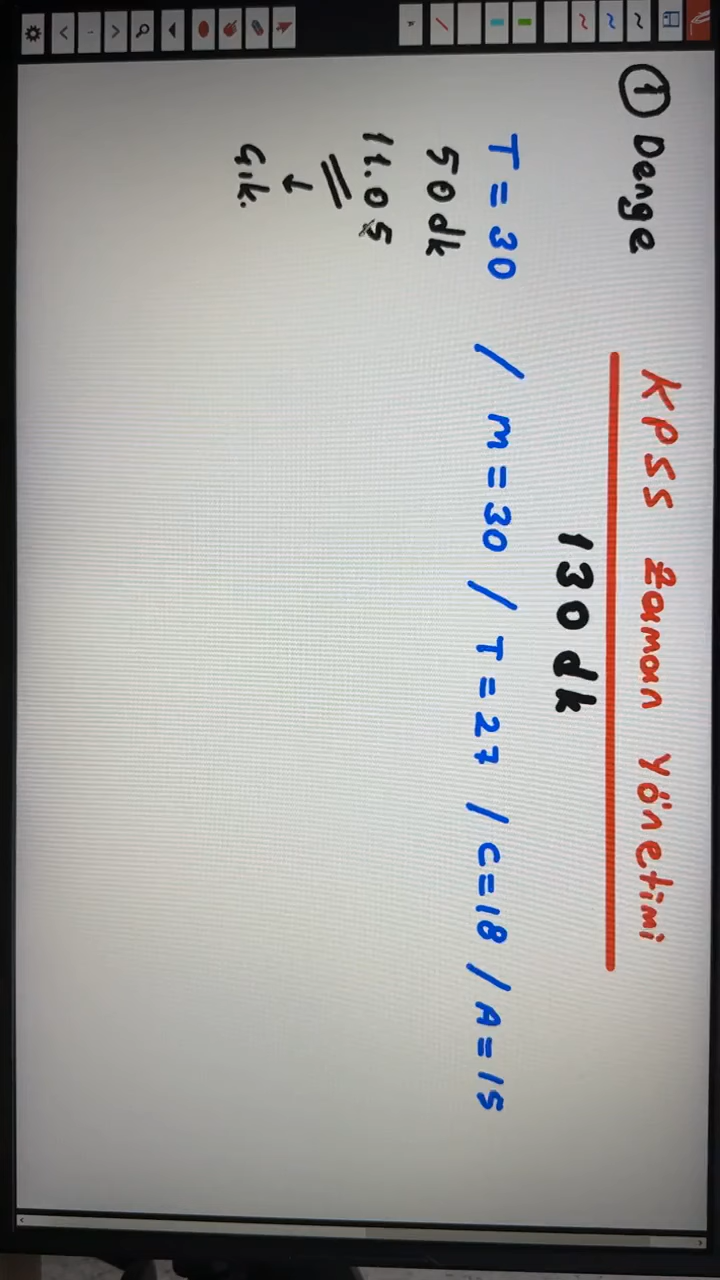 KPSS Zaman Yönetimi
① Denge
130 dk
T = 30 / m = 30 / T = 27 / C = 18 / A = 15
50 dk
11.05
↓
Çık.